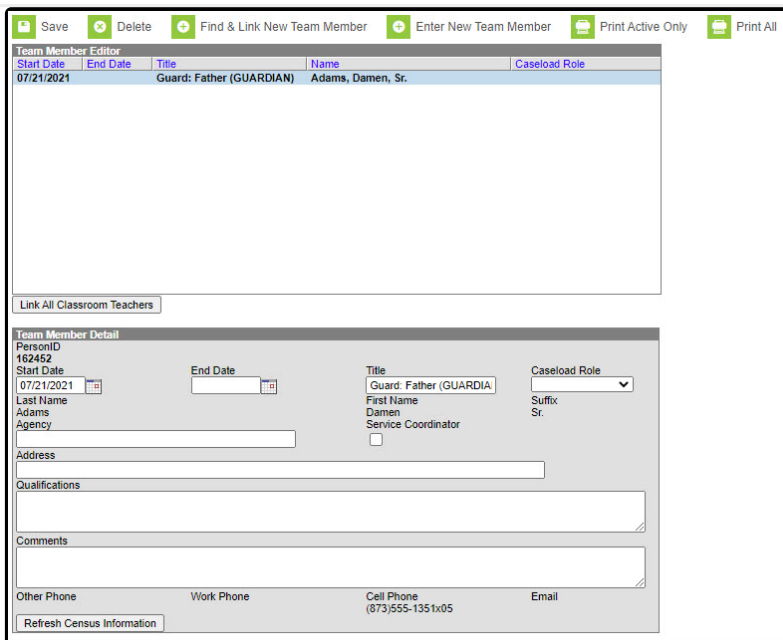 Save Delete Find & Link New Team Member Enter New Team Member Print Active Only Print All
Team Member Editor
Start Date End Date Title Name Caseload Role
07/21/2021 Guard: Father (GUARDIAN) Adams, Damen, Sr.
Link All Classroom Teachers
Team Member Detail
PersonID
162452
Start Date End Date Title Caseload Role
07/21/2021 Guard: Father (GUARDIA
Last Name First Name Suffix
Adams Damen Sr.
Agency Service Coordinator
Address
Qualifications
Comments
Other Phone Work Phone Cell Phone Email
(873)555-1351x05
Refresh Census Information